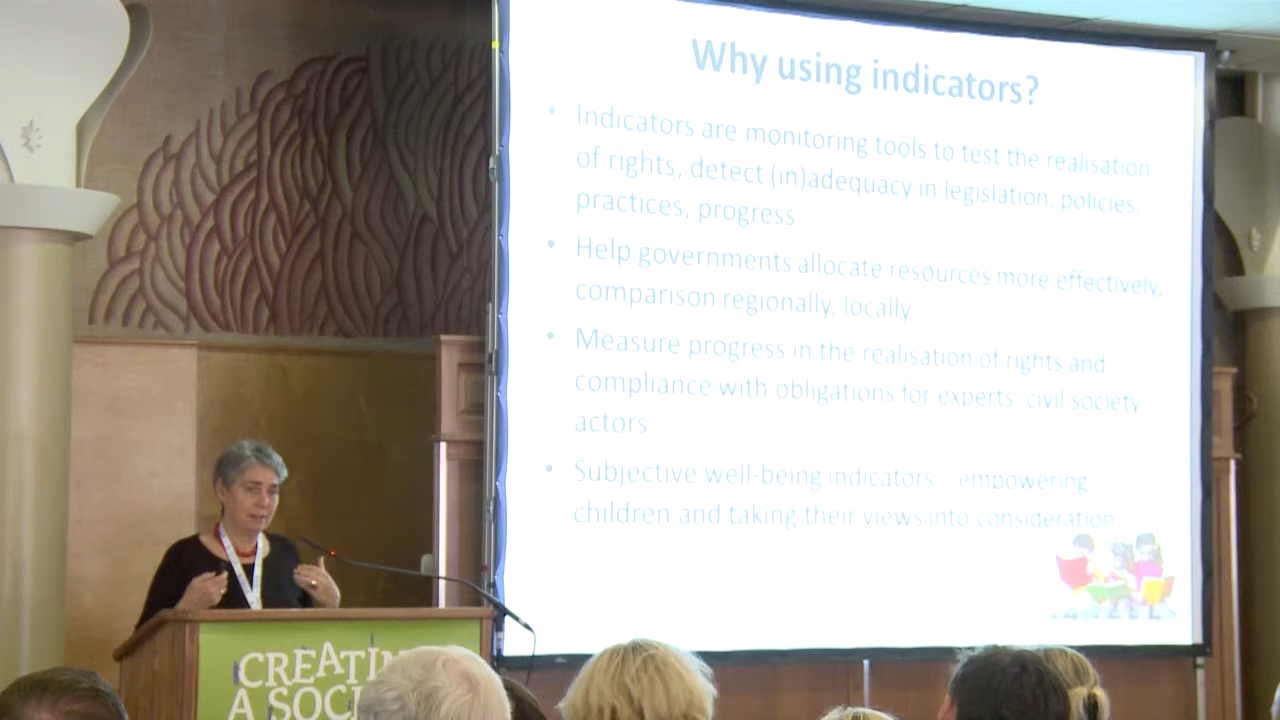 Why using indicators?
• Indicators are monitoring tools to test the realisation
of rights, detect (in)adequacy in legislation, policies,
practices, progress
• Help governments allocate resources more effectively,
comparison regionally, locally
• Measure progress in the realisation of rights and
compliance with obligations for experts, civil society
actors
• Subjective well-being indicators – empowering
children and taking their views into consideration
A